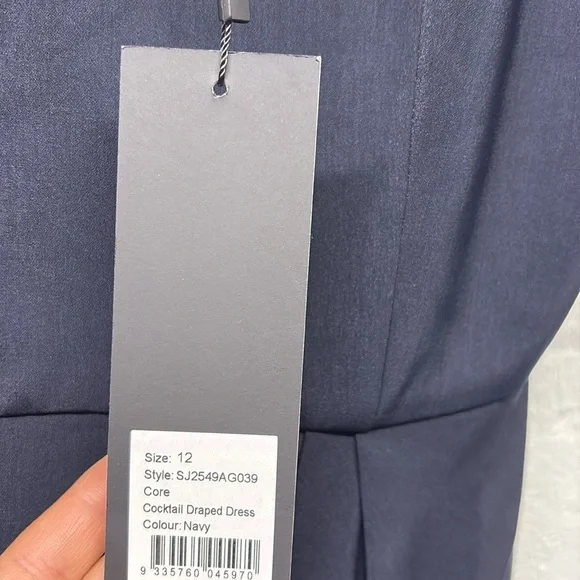 Size: 12
Style: SJ2549AG039
Core
Cocktail Draped Dress
Colour: Navy
9 335760 045970